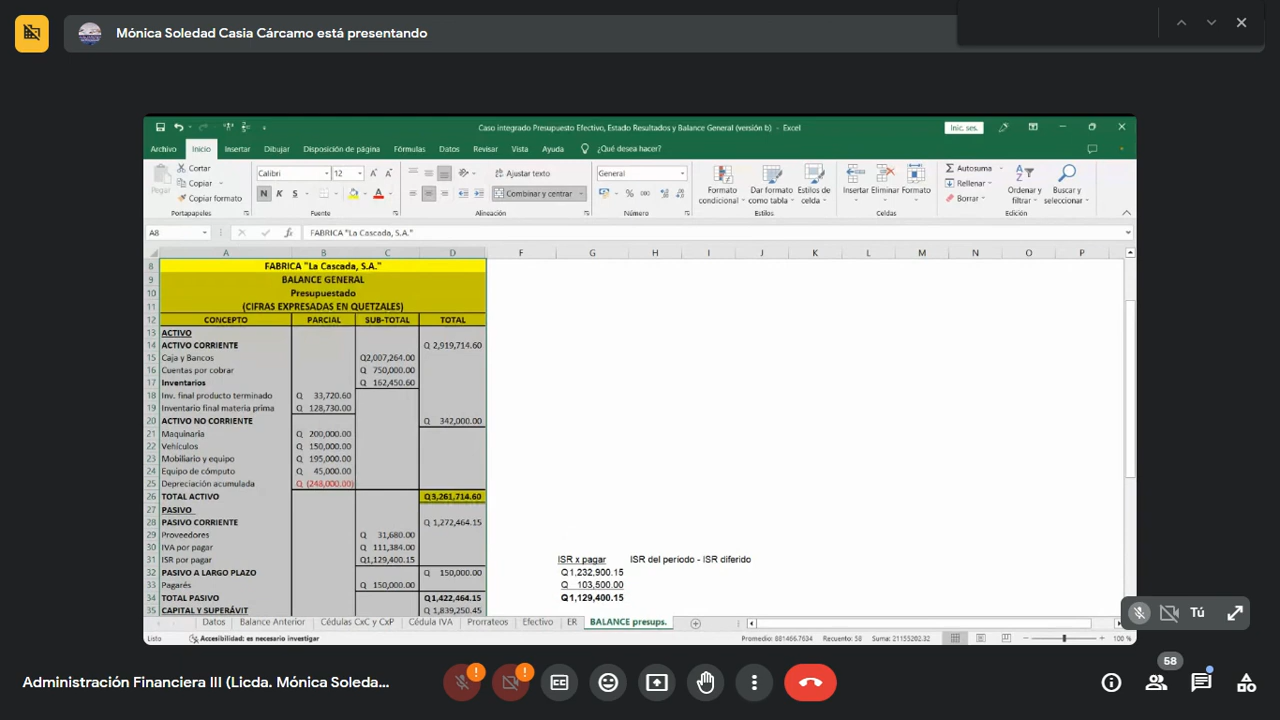 Mónica Soledad Casia Cárcamo está presentando
Caso integrado Presupuesto Efectivo, Estado Resultados y Balance General (versión b) - Excel
Inic. ses.
Archivo Inicio Insertar Dibujar Disposición de página Fórmulas Datos Revisar Vista Ayuda ¿Qué desea hacer?
Pegar
Cortar
Copiar
Copiar formato
Portapapeles
Calibri 12
N K S
Fuente
Ajustar texto
Combinar y centrar
Alineación
General
% 000
Número
Formato condicional
Dar formato como tabla
Estilos de celda
Estilos
Insertar Eliminar Formato
Celdas
Autosuma
Rellenar
Borrar
Ordenar y filtrar
Buscar y seleccionar
Edición
A8 FABRICA "La Cascada, S.A."
A B C D F G H I J K L M N O P
8 FABRICA "La Cascada, S.A."
9 BALANCE GENERAL
10 Presupuestado
11 (CIFRAS EXPRESADAS EN QUETZALES)
12 CONCEPTO PARCIAL SUB-TOTAL TOTAL
13 ACTIVO
14 ACTIVO CORRIENTE Q 2,919,714.60
15 Caja y Bancos Q2,007,264.00
16 Cuentas por cobrar Q 750,000.00
17 Inventarios Q 162,450.60
18 Inv. final producto terminado Q 33,720.60
19 Inventario final materia prima Q 128,730.00
20 ACTIVO NO CORRIENTE Q 342,000.00
21 Maquinaria Q 200,000.00
22 Vehículos Q 150,000.00
23 Mobiliario y equipo Q 195,000.00
24 Equipo de cómputo Q 45,000.00
25 Depreciación acumulada Q (248,000.00)
26 TOTAL ACTIVO Q3,261,714.60
27 PASIVO
28 PASIVO CORRIENTE Q 1,272,464.15
29 Proveedores Q 31,680.00
30 IVA por pagar Q 111,384.00
31 ISR por pagar Q1,129,400.15
32 PASIVO A LARGO PLAZO Q 150,000.00
33 Pagarés Q 150,000.00
34 TOTAL PASIVO Q1,422,464.15
35 CAPITAL Y SUPERÁVIT Q 1,839,250.45
ISR x pagar ISR del período - ISR diferido
Q 1,232,900.15
Q 103,500.00
Q 1,129,400.15
Datos Balance Anterior Cédulas CxC y CxP Cédula IVA Prorrateos Efectivo ER BALANCE presups.
Listo Accesibilidad: es necesario investigar Promedio: 881466.7634 Recuento: 58 Suma: 21155202.32 100 %
Tú
Administración Financiera III (Licda. Mónica Soleda...
58